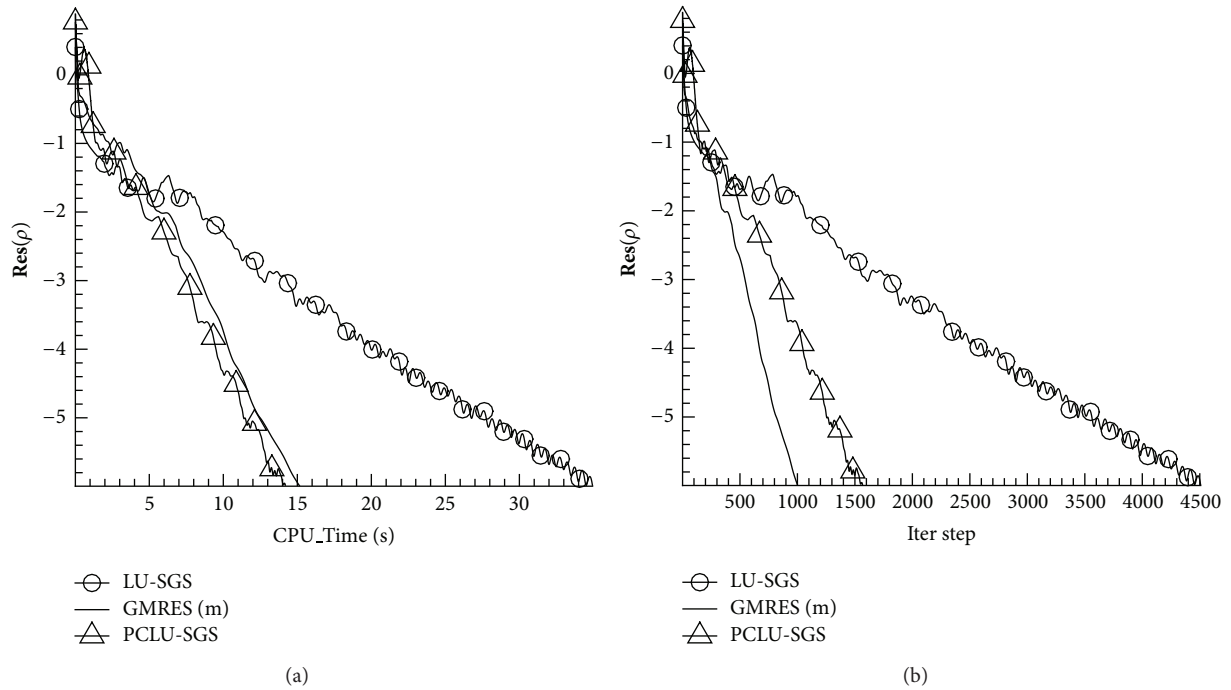 0
−1
−2
−3
−4
−5
Res(ρ)
5
10
15
20
25
30
CPU_Time (s)
LU-SGS
GMRES (m)
PCLU-SGS
(a)
0
−1
−2
−3
−4
−5
Res(ρ)
500
1000
1500
2000
2500
3000
3500
4000
4500
Iter step
LU-SGS
GMRES (m)
PCLU-SGS
(b)